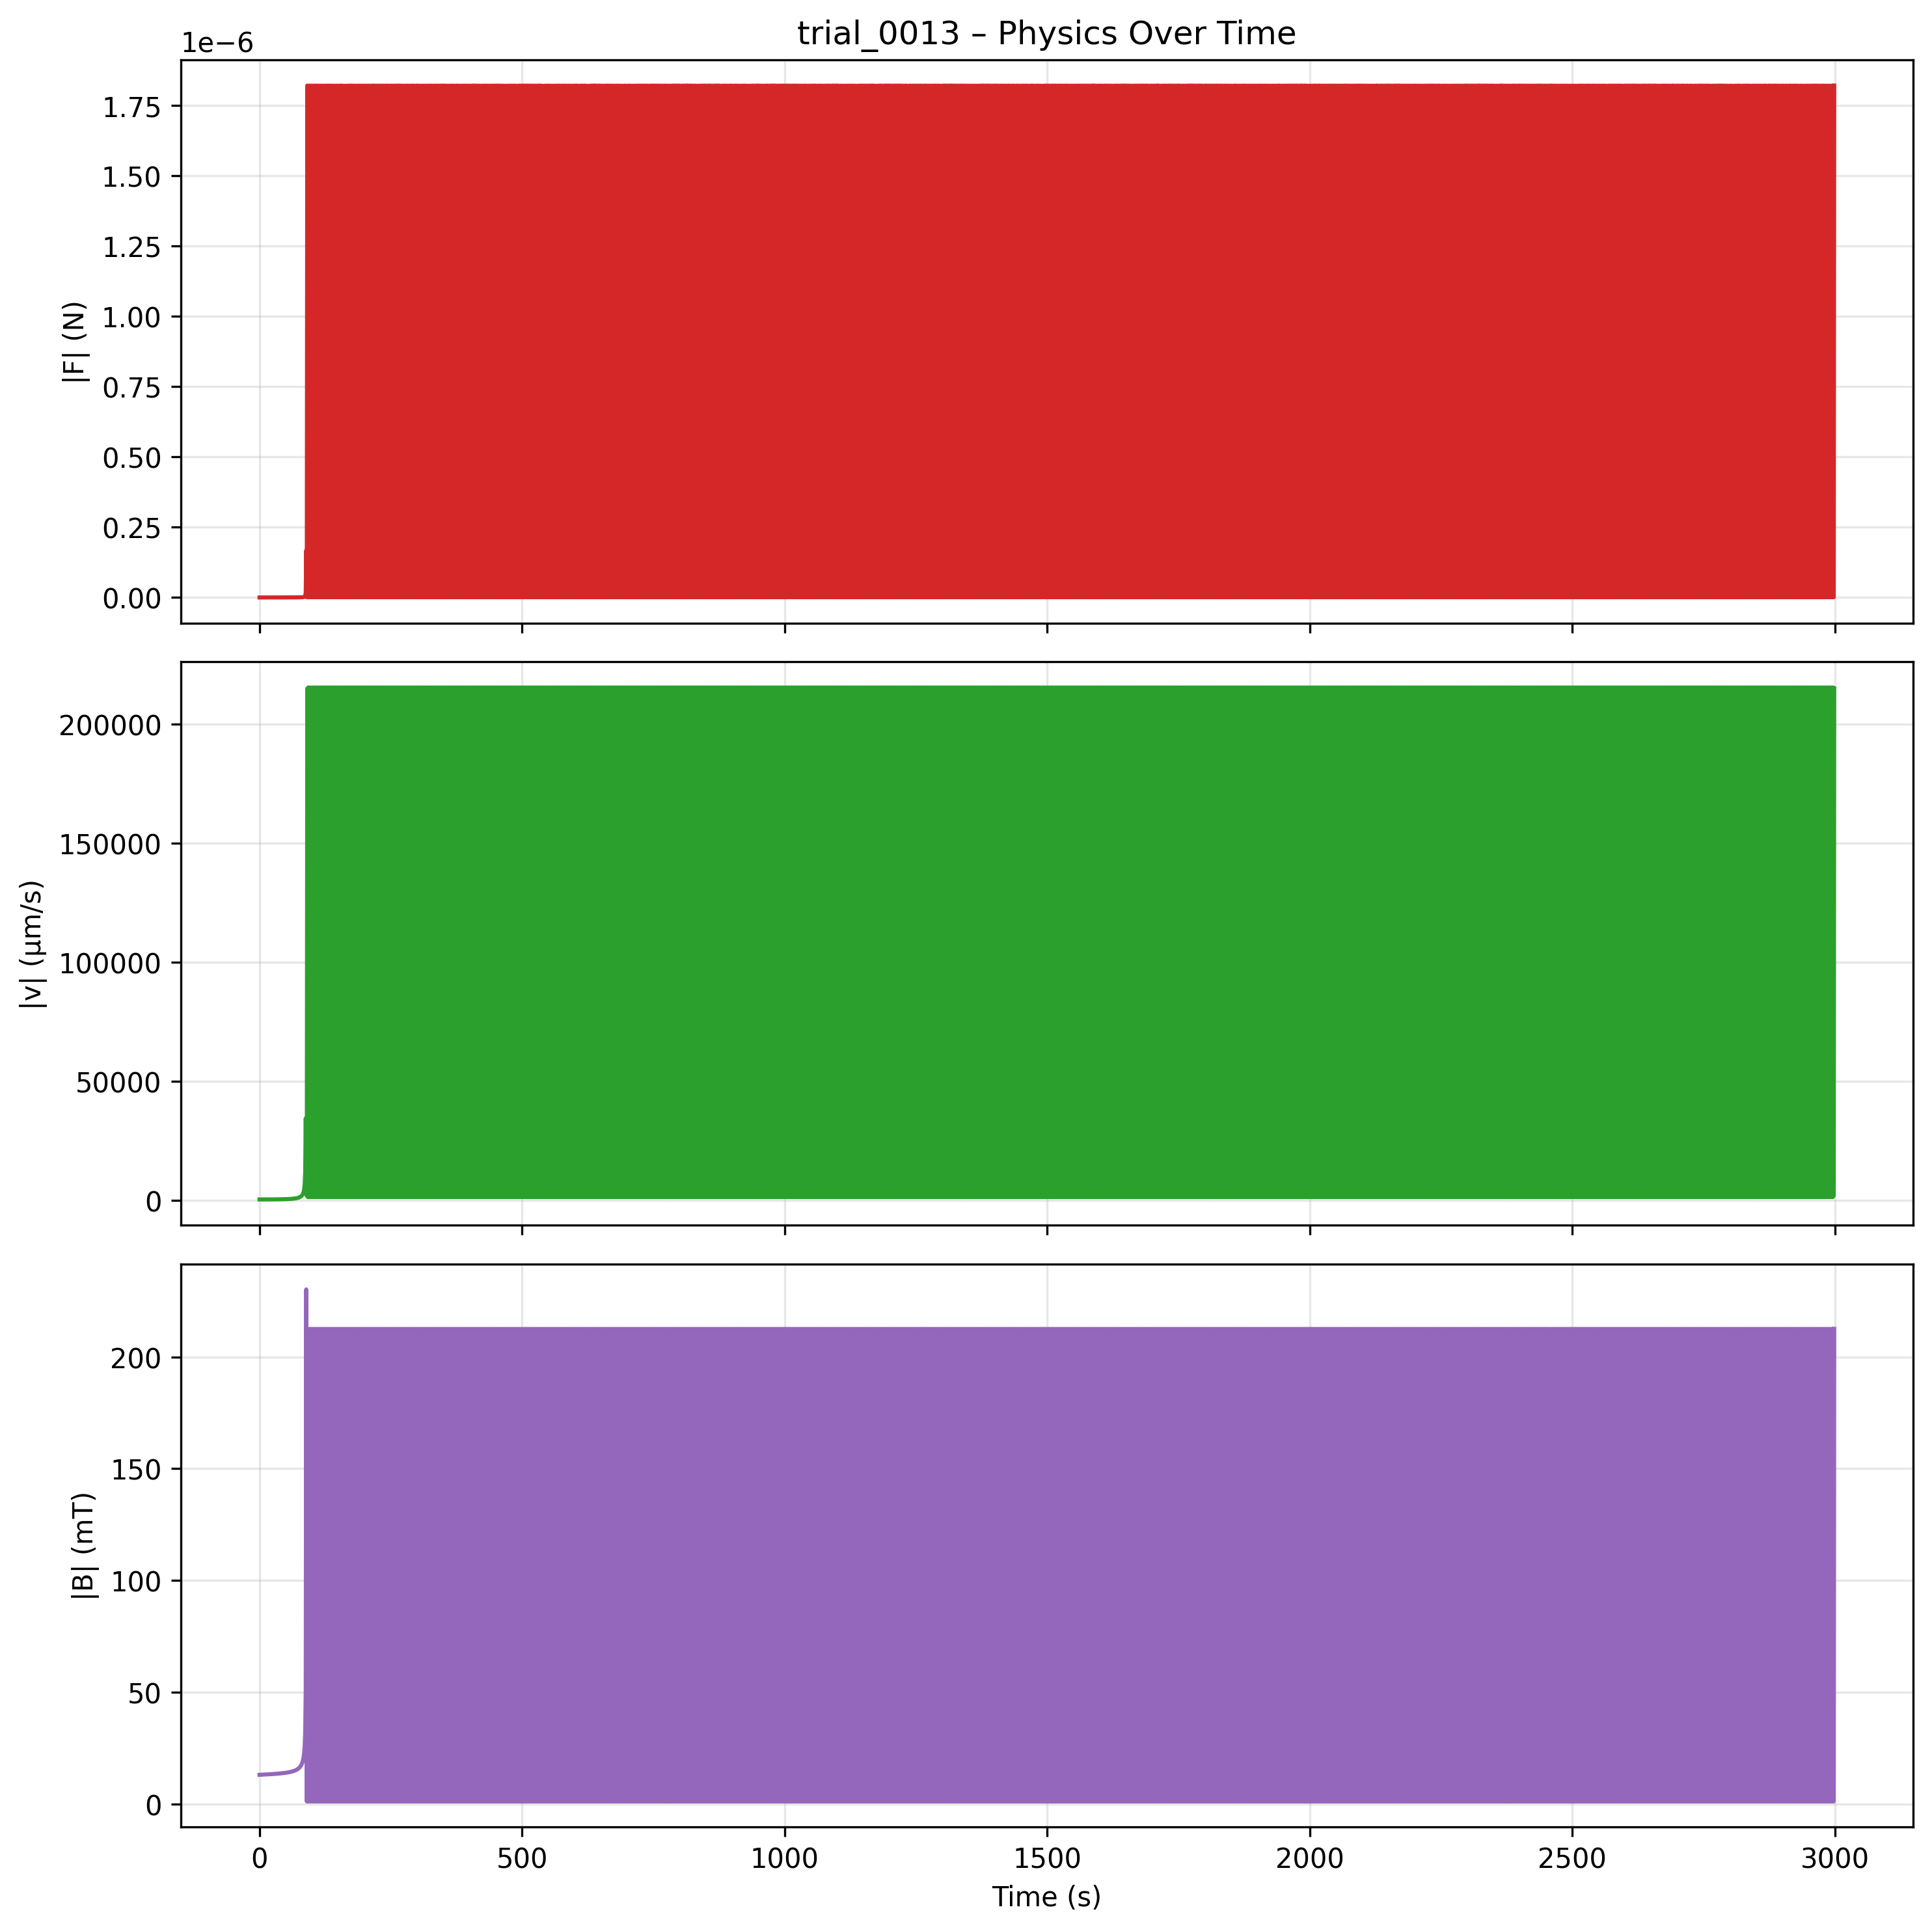 trial_0013 – Physics Over Time
1e−6
1.75
1.50
1.25
1.00
0.75
0.50
0.25
0.00
|F| (N)
200000
150000
100000
50000
0
|v| (μm/s)
200
150
100
50
0
|B| (mT)
0 500 1000 1500 2000 2500 3000
Time (s)